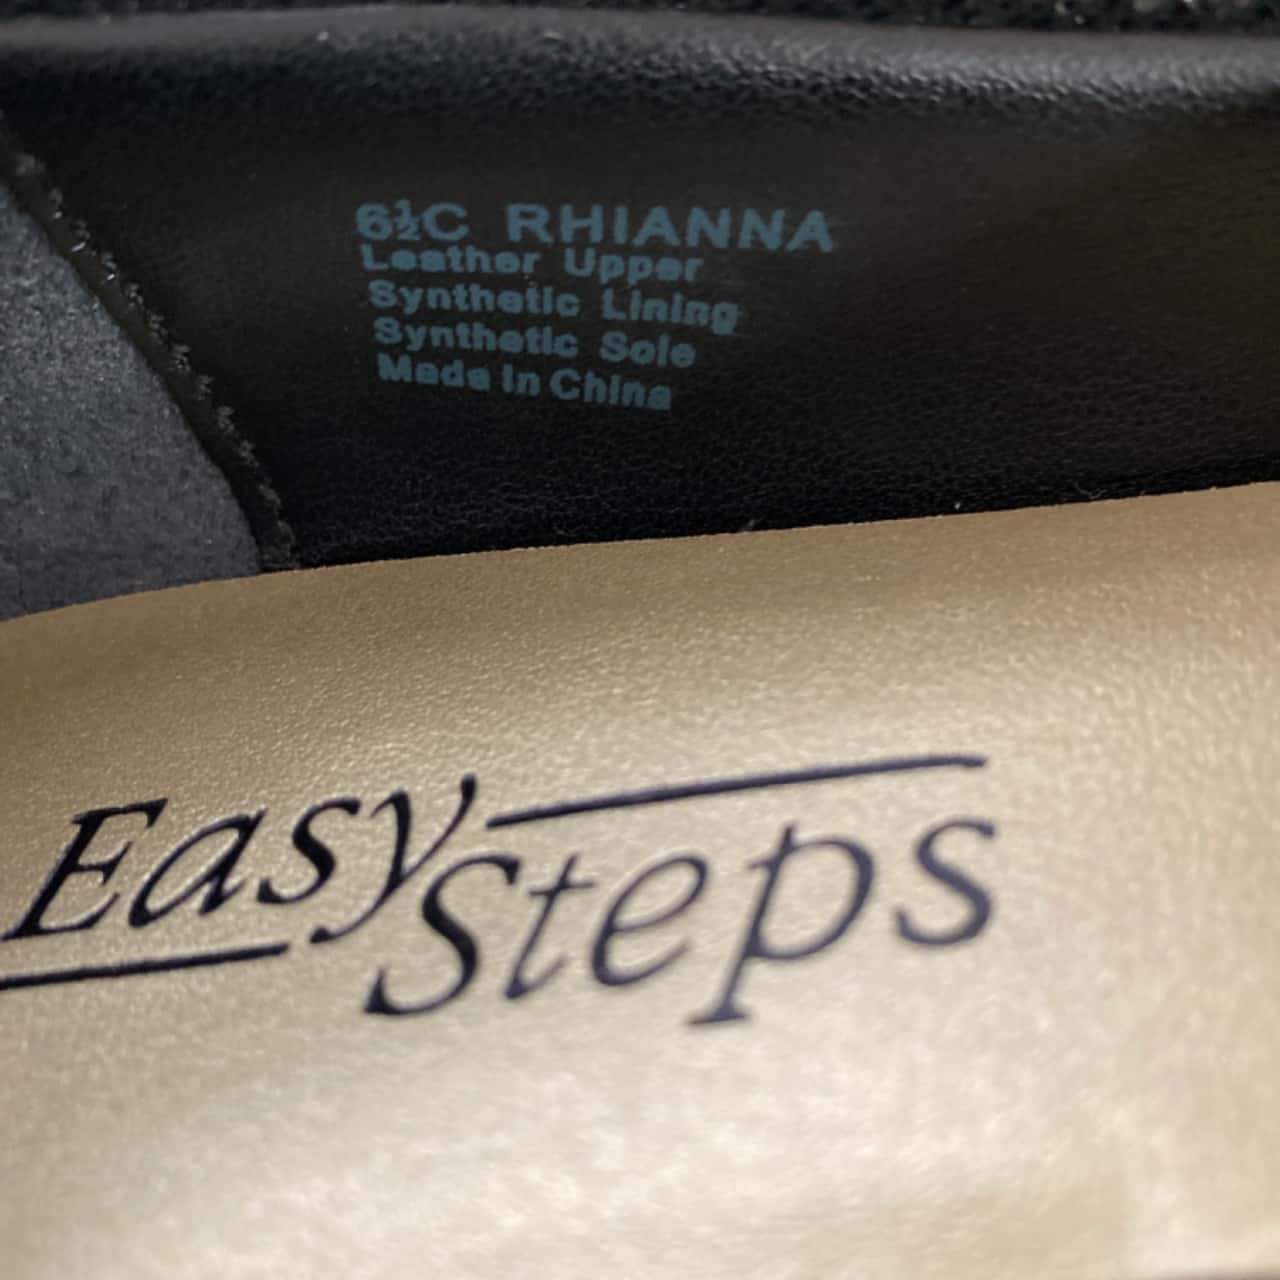 6½C RHIANNA
Leather Upper
Synthetic Lining
Synthetic Sole
Made In China
Easy
Steps